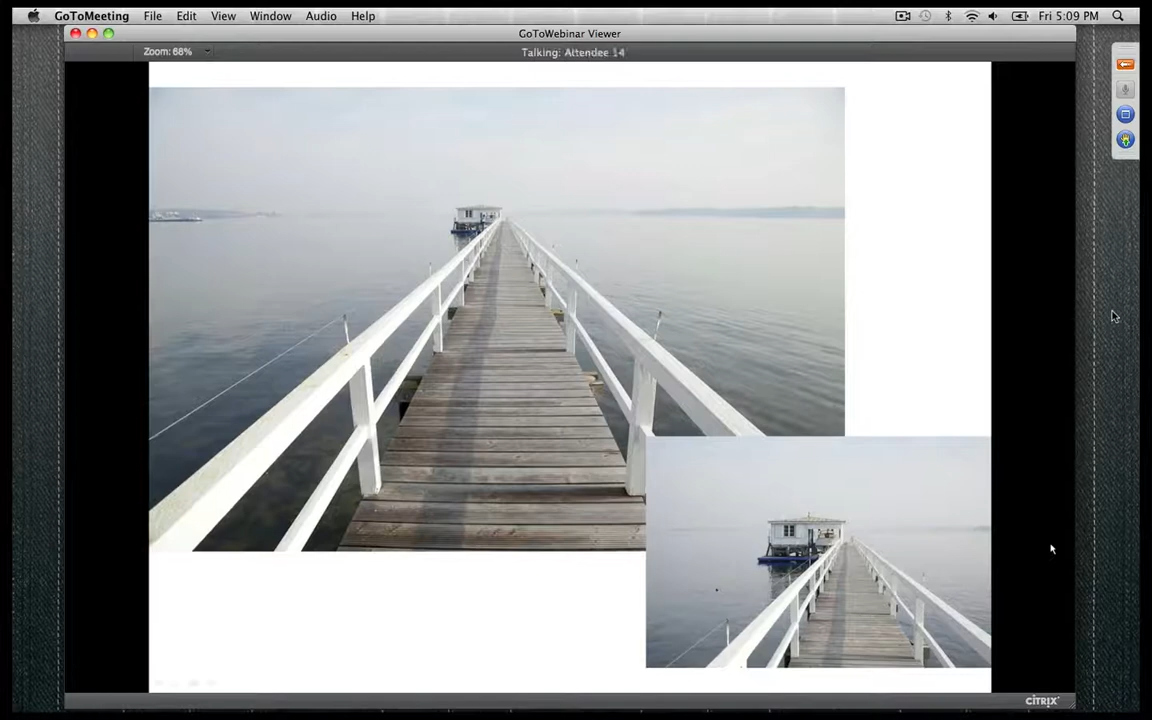 GoToMeeting File Edit View Window Audio Help Fri 5:09 PM
GoToWebinar Viewer
Zoom: 68% Talking: Attendee 14
CITRIX